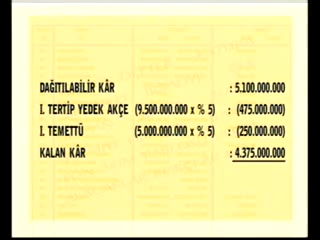 DAĞITILABİLİR KÂR : 5.100.000.000
I. TERTİP YEDEK AKÇE (9.500.000.000 x % 5) : (475.000.000)
I. TEMETTÜ (5.000.000.000 x % 5) : (250.000.000)
KALAN KÂR : 4.375.000.000